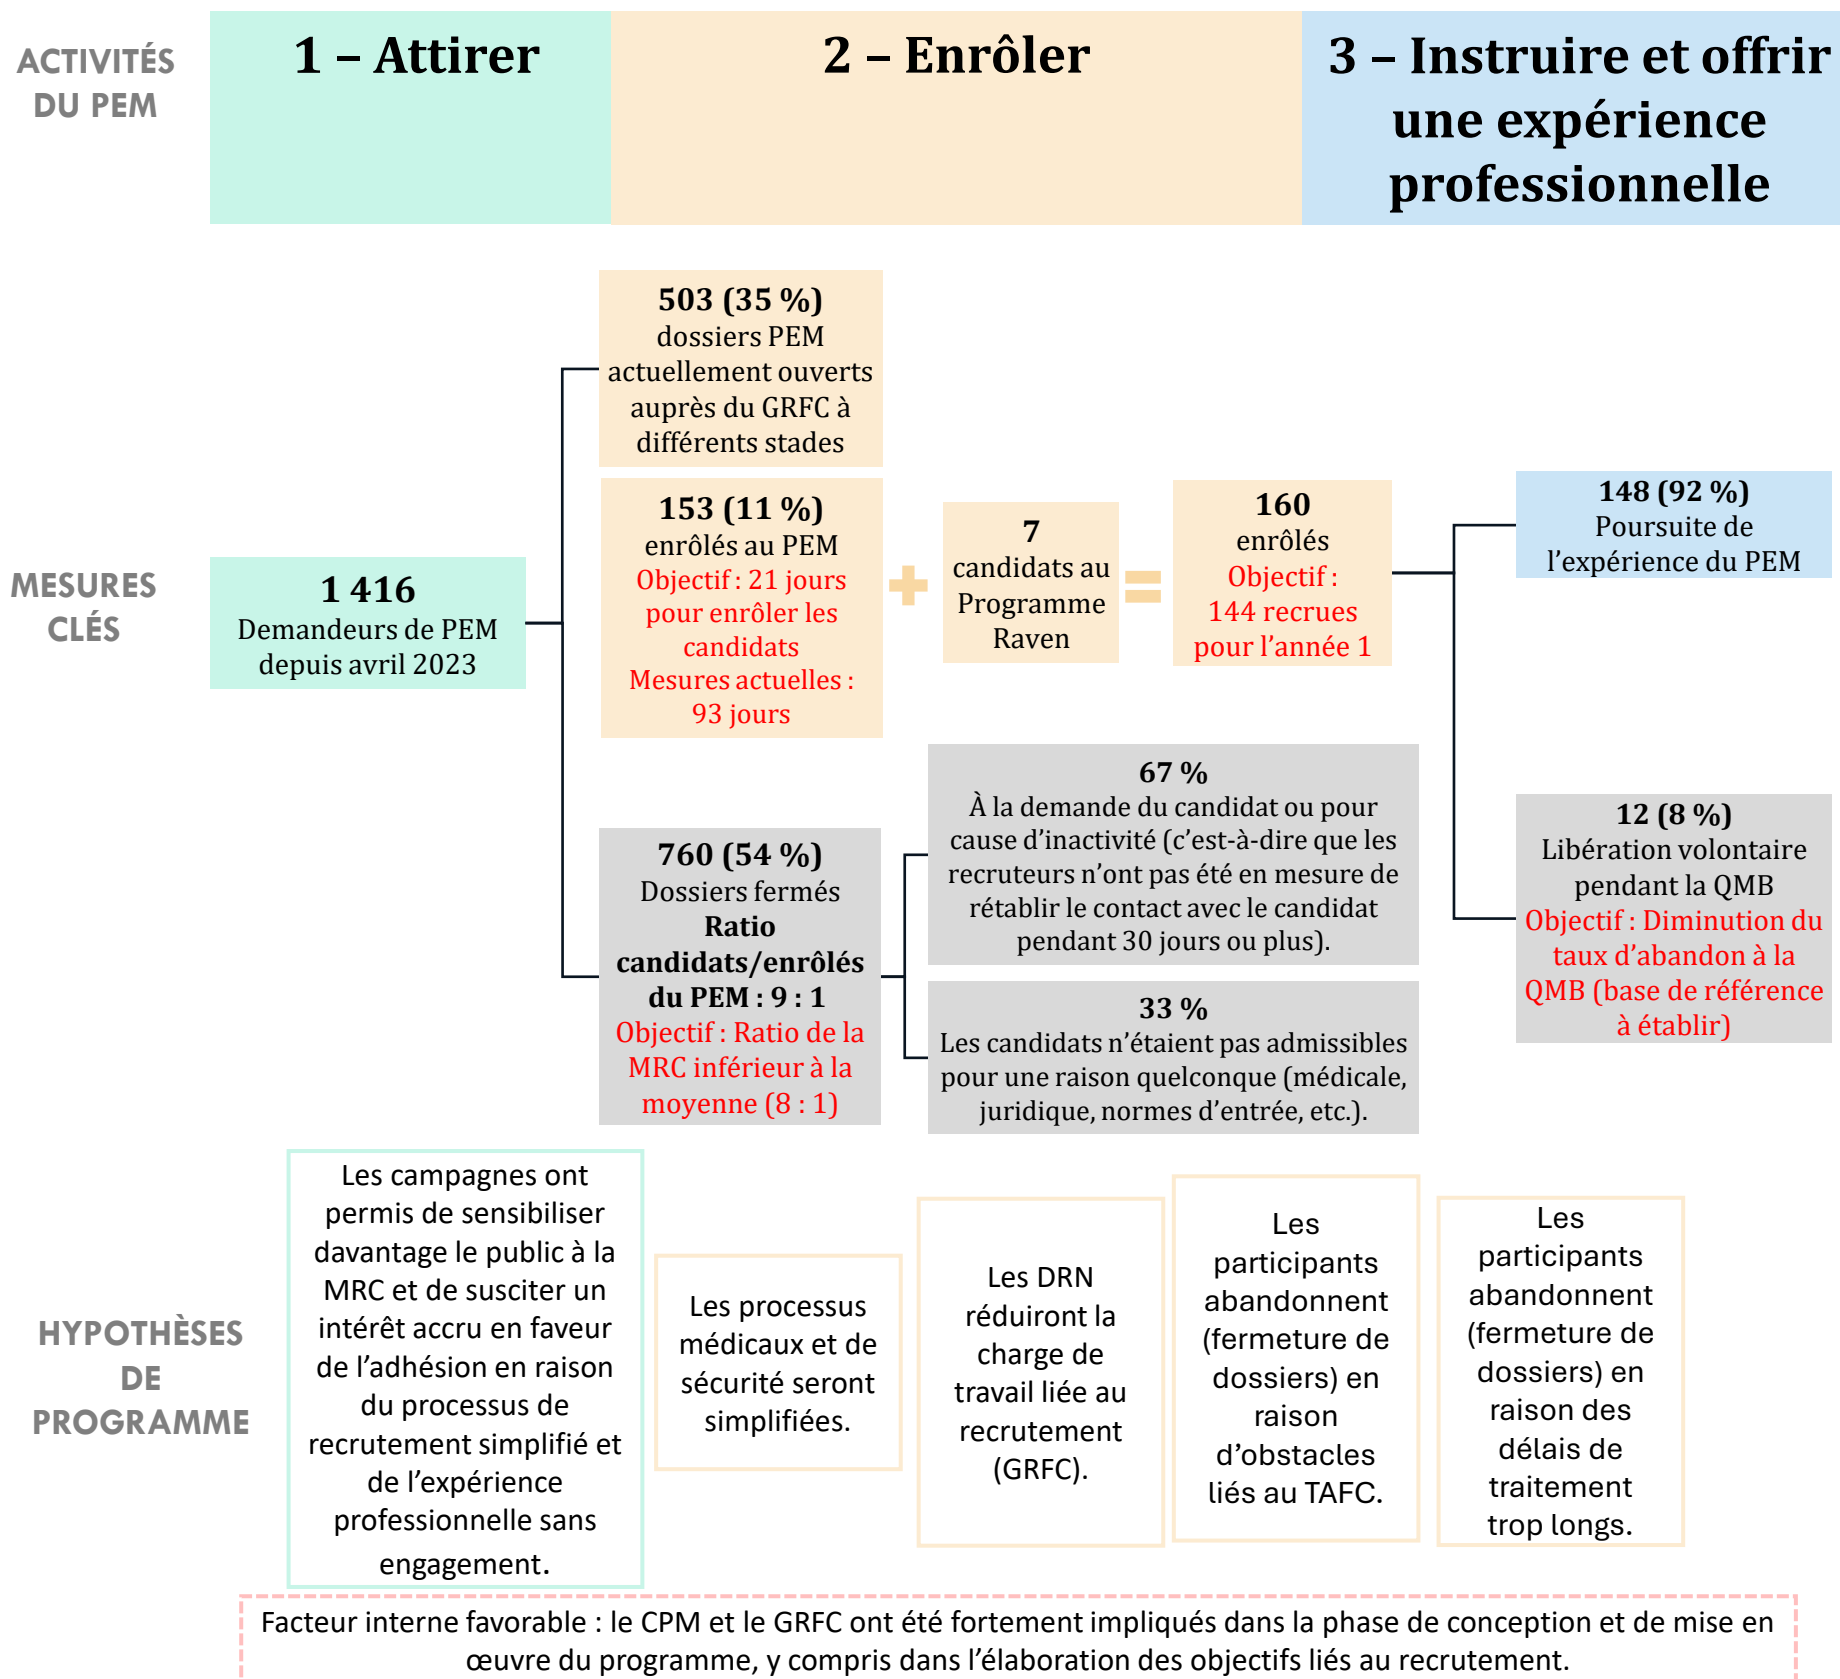 ACTIVITÉS
DU PEM
1 – Attirer
2 – Enrôler
3 – Instruire et offrir
une expérience
professionnelle
MESURES
CLÉS
1 416
Demandeurs de PEM
depuis avril 2023
503 (35 %)
dossiers PEM
actuellement ouverts
auprès du GRFC à
différents stades
153 (11 %)
enrôlés au PEM
Objectif : 21 jours
pour enrôler les
candidats
Mesures actuelles :
93 jours
+
7
candidats au
Programme
Raven
=
160
enrôlés
Objectif :
144 recrues
pour l’année 1
148 (92 %)
Poursuite de
l’expérience du PEM
760 (54 %)
Dossiers fermés
Ratio
candidats/enrôlés
du PEM : 9 : 1
Objectif : Ratio de la
MRC inférieur à la
moyenne (8 : 1)
67 %
À la demande du candidat ou pour
cause d’inactivité (c’est-à-dire que les
recruteurs n’ont pas été en mesure de
rétablir le contact avec le candidat
pendant 30 jours ou plus).
33 %
Les candidats n’étaient pas admissibles
pour une raison quelconque (médicale,
juridique, normes d’entrée, etc.).
12 (8 %)
Libération volontaire
pendant la QMB
Objectif : Diminution du
taux d’abandon à la
QMB (base de référence
à établir)
HYPOTHÈSES
DE
PROGRAMME
Les campagnes ont
permis de sensibiliser
davantage le public à la
MRC et de susciter un
intérêt accru en faveur
de l’adhésion en raison
du processus de
recrutement simplifié et
de l’expérience
professionnelle sans
engagement.
Les processus
médicaux et de
sécurité seront
simplifiées.
Les DRN
réduiront la
charge de
travail liée au
recrutement
(GRFC).
Les
participants
abandonnent
(fermeture de
dossiers) en
raison
d’obstacles
liés au TAFC.
Les
participants
abandonnent
(fermeture de
dossiers) en
raison des
délais de
traitement
trop longs.
Facteur interne favorable : le CPM et le GRFC ont été fortement impliqués dans la phase de conception et de mise en
œuvre du programme, y compris dans l’élaboration des objectifs liés au recrutement.